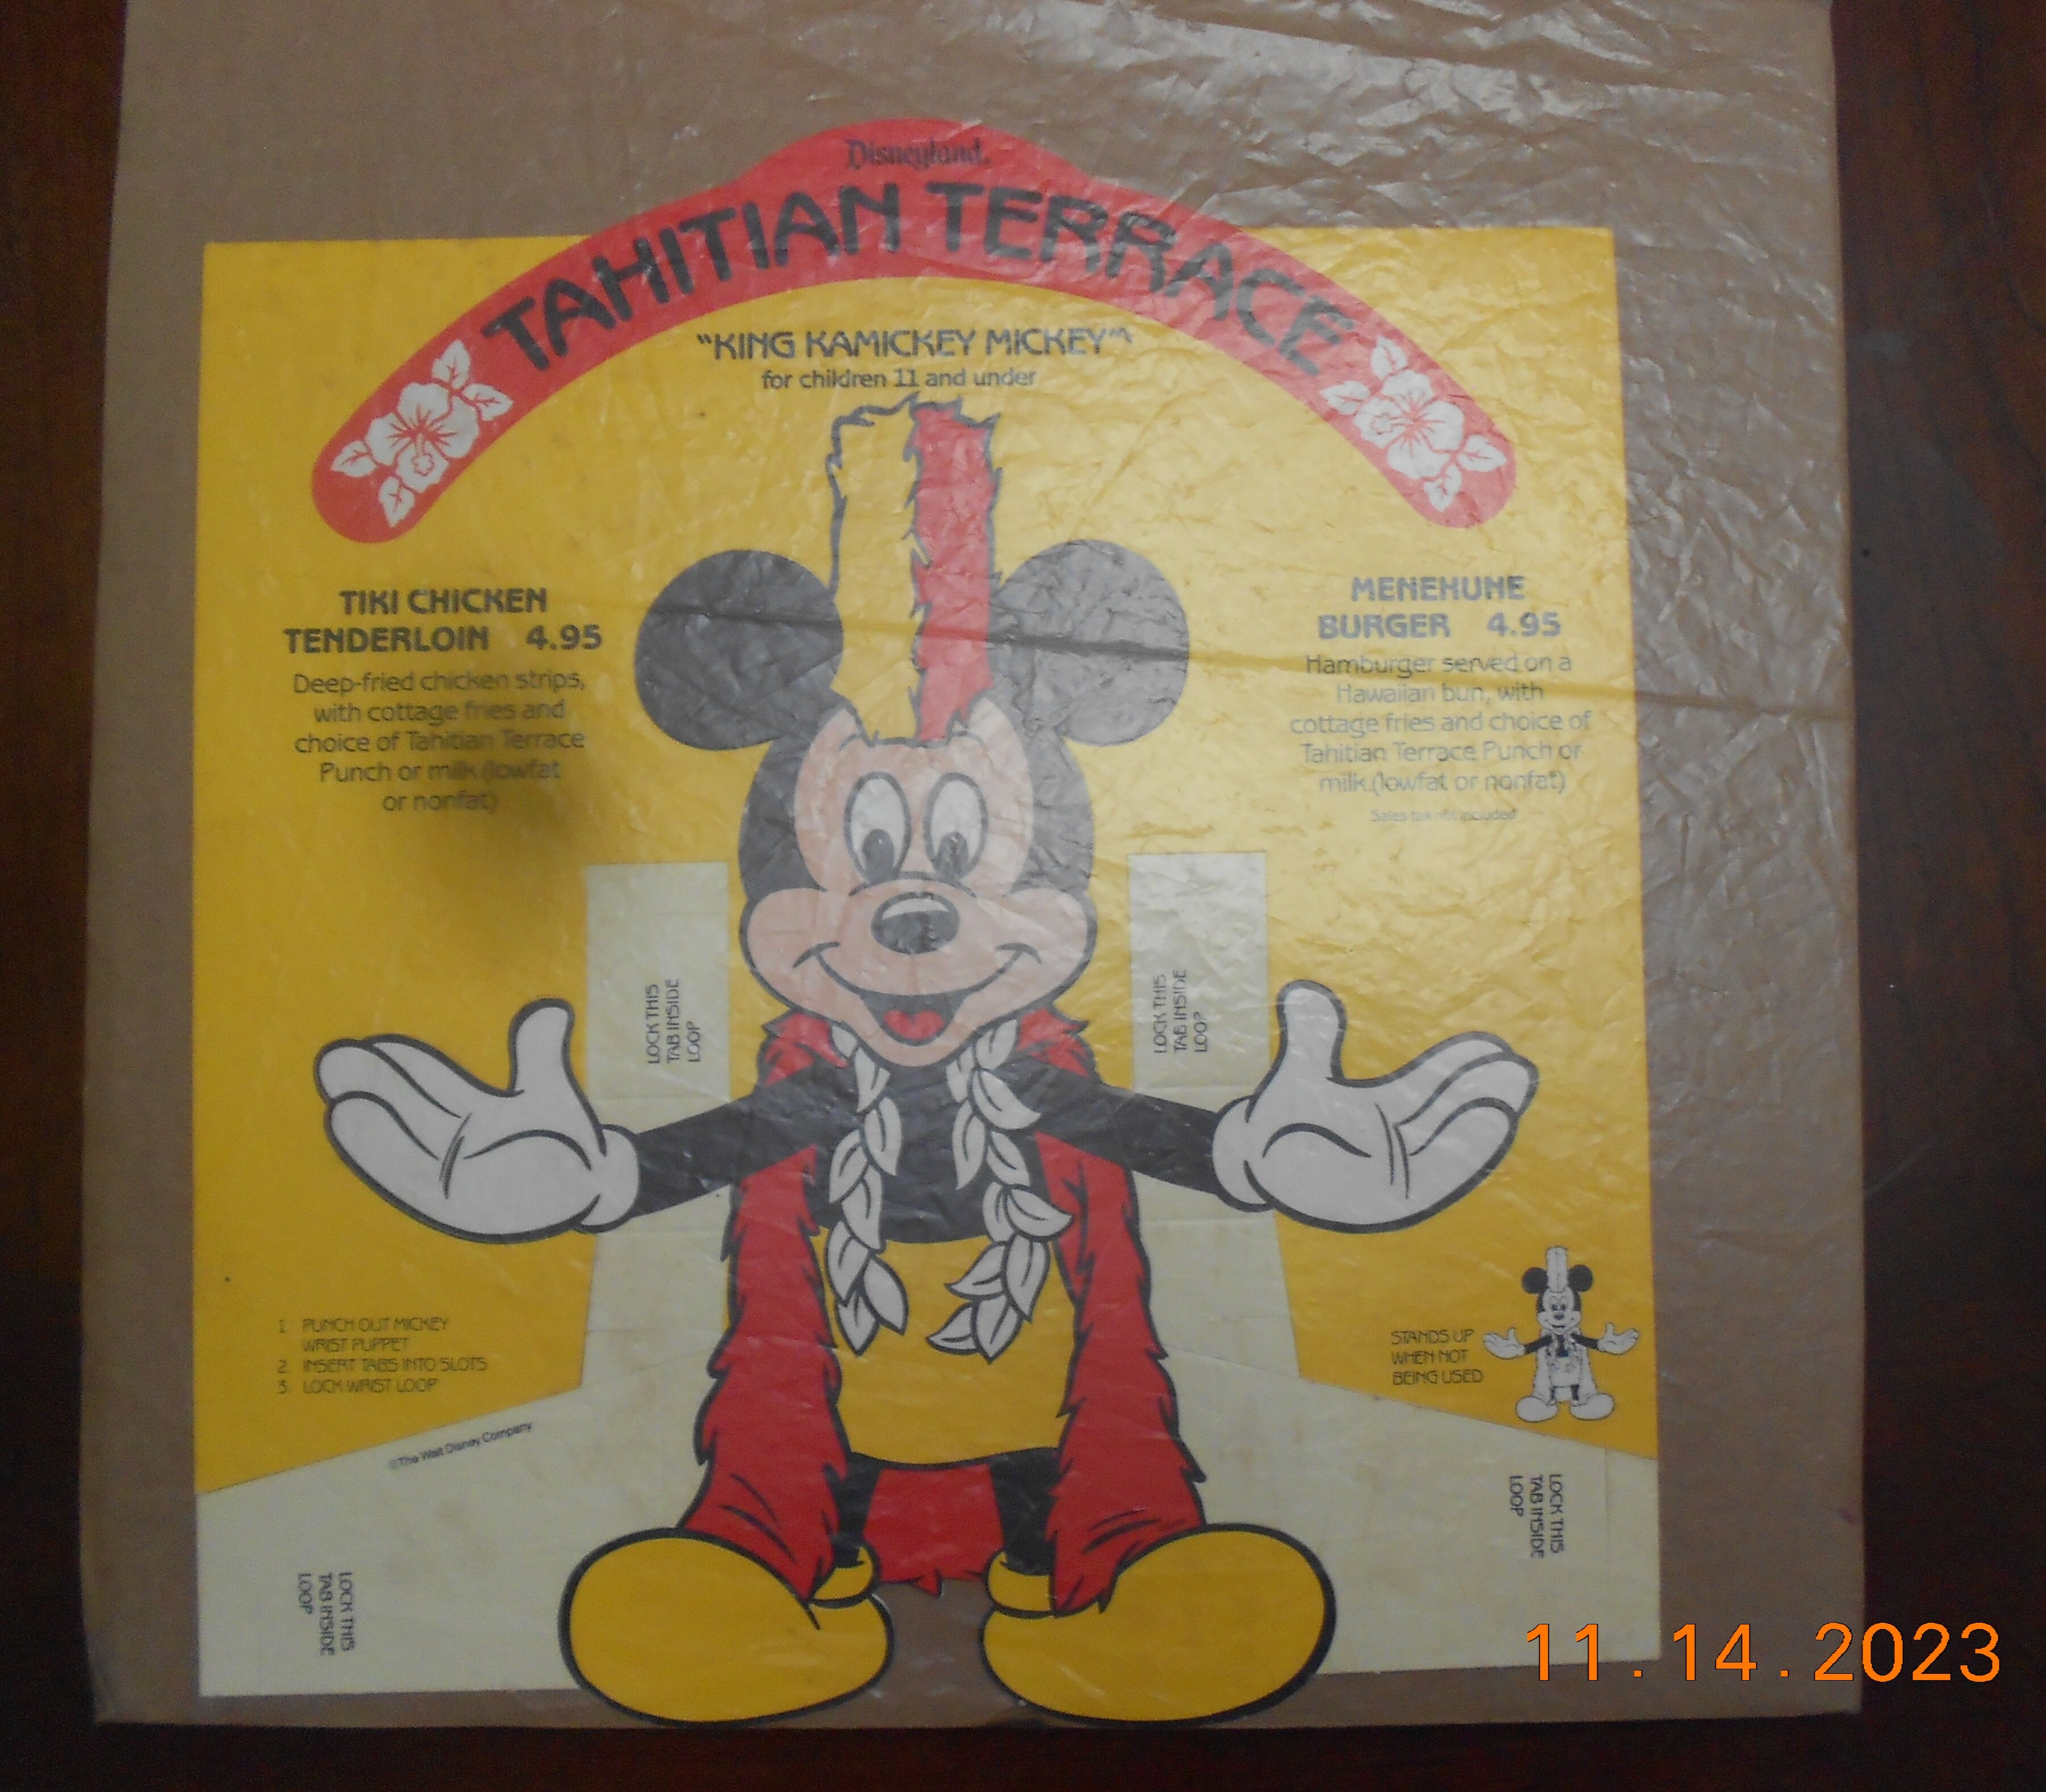 Disneyland.
TAHITIAN TERRACE
"KING KAMICKEY MICKEY"
for children 11 and under
TIKI CHICKEN
TENDERLOIN 4.95
Deep-fried chicken strips,
with cottage fries and
choice of Tahitian Terrace
Punch or milk (lowfat
or nonfat)
MENEHUNE
BURGER 4.95
Hamburger served on a
Hawaiian bun, with
cottage fries and choice of
Tahitian Terrace Punch or
milk (lowfat or nonfat)
Sales tax not included
LOCK THIS
TAB INSIDE
LOOP
LOCK THIS
TAB INSIDE
LOOP
1. PUNCH OUT MICKEY
WRIST PUPPET
2. INSERT TABS INTO SLOTS
3. LOCK WRIST LOOP
STANDS UP
WHEN NOT
BEING USED
©The Walt Disney Company
LOCK THIS
TAB INSIDE
LOOP
LOCK THIS
TAB INSIDE
LOOP
11.14.2023